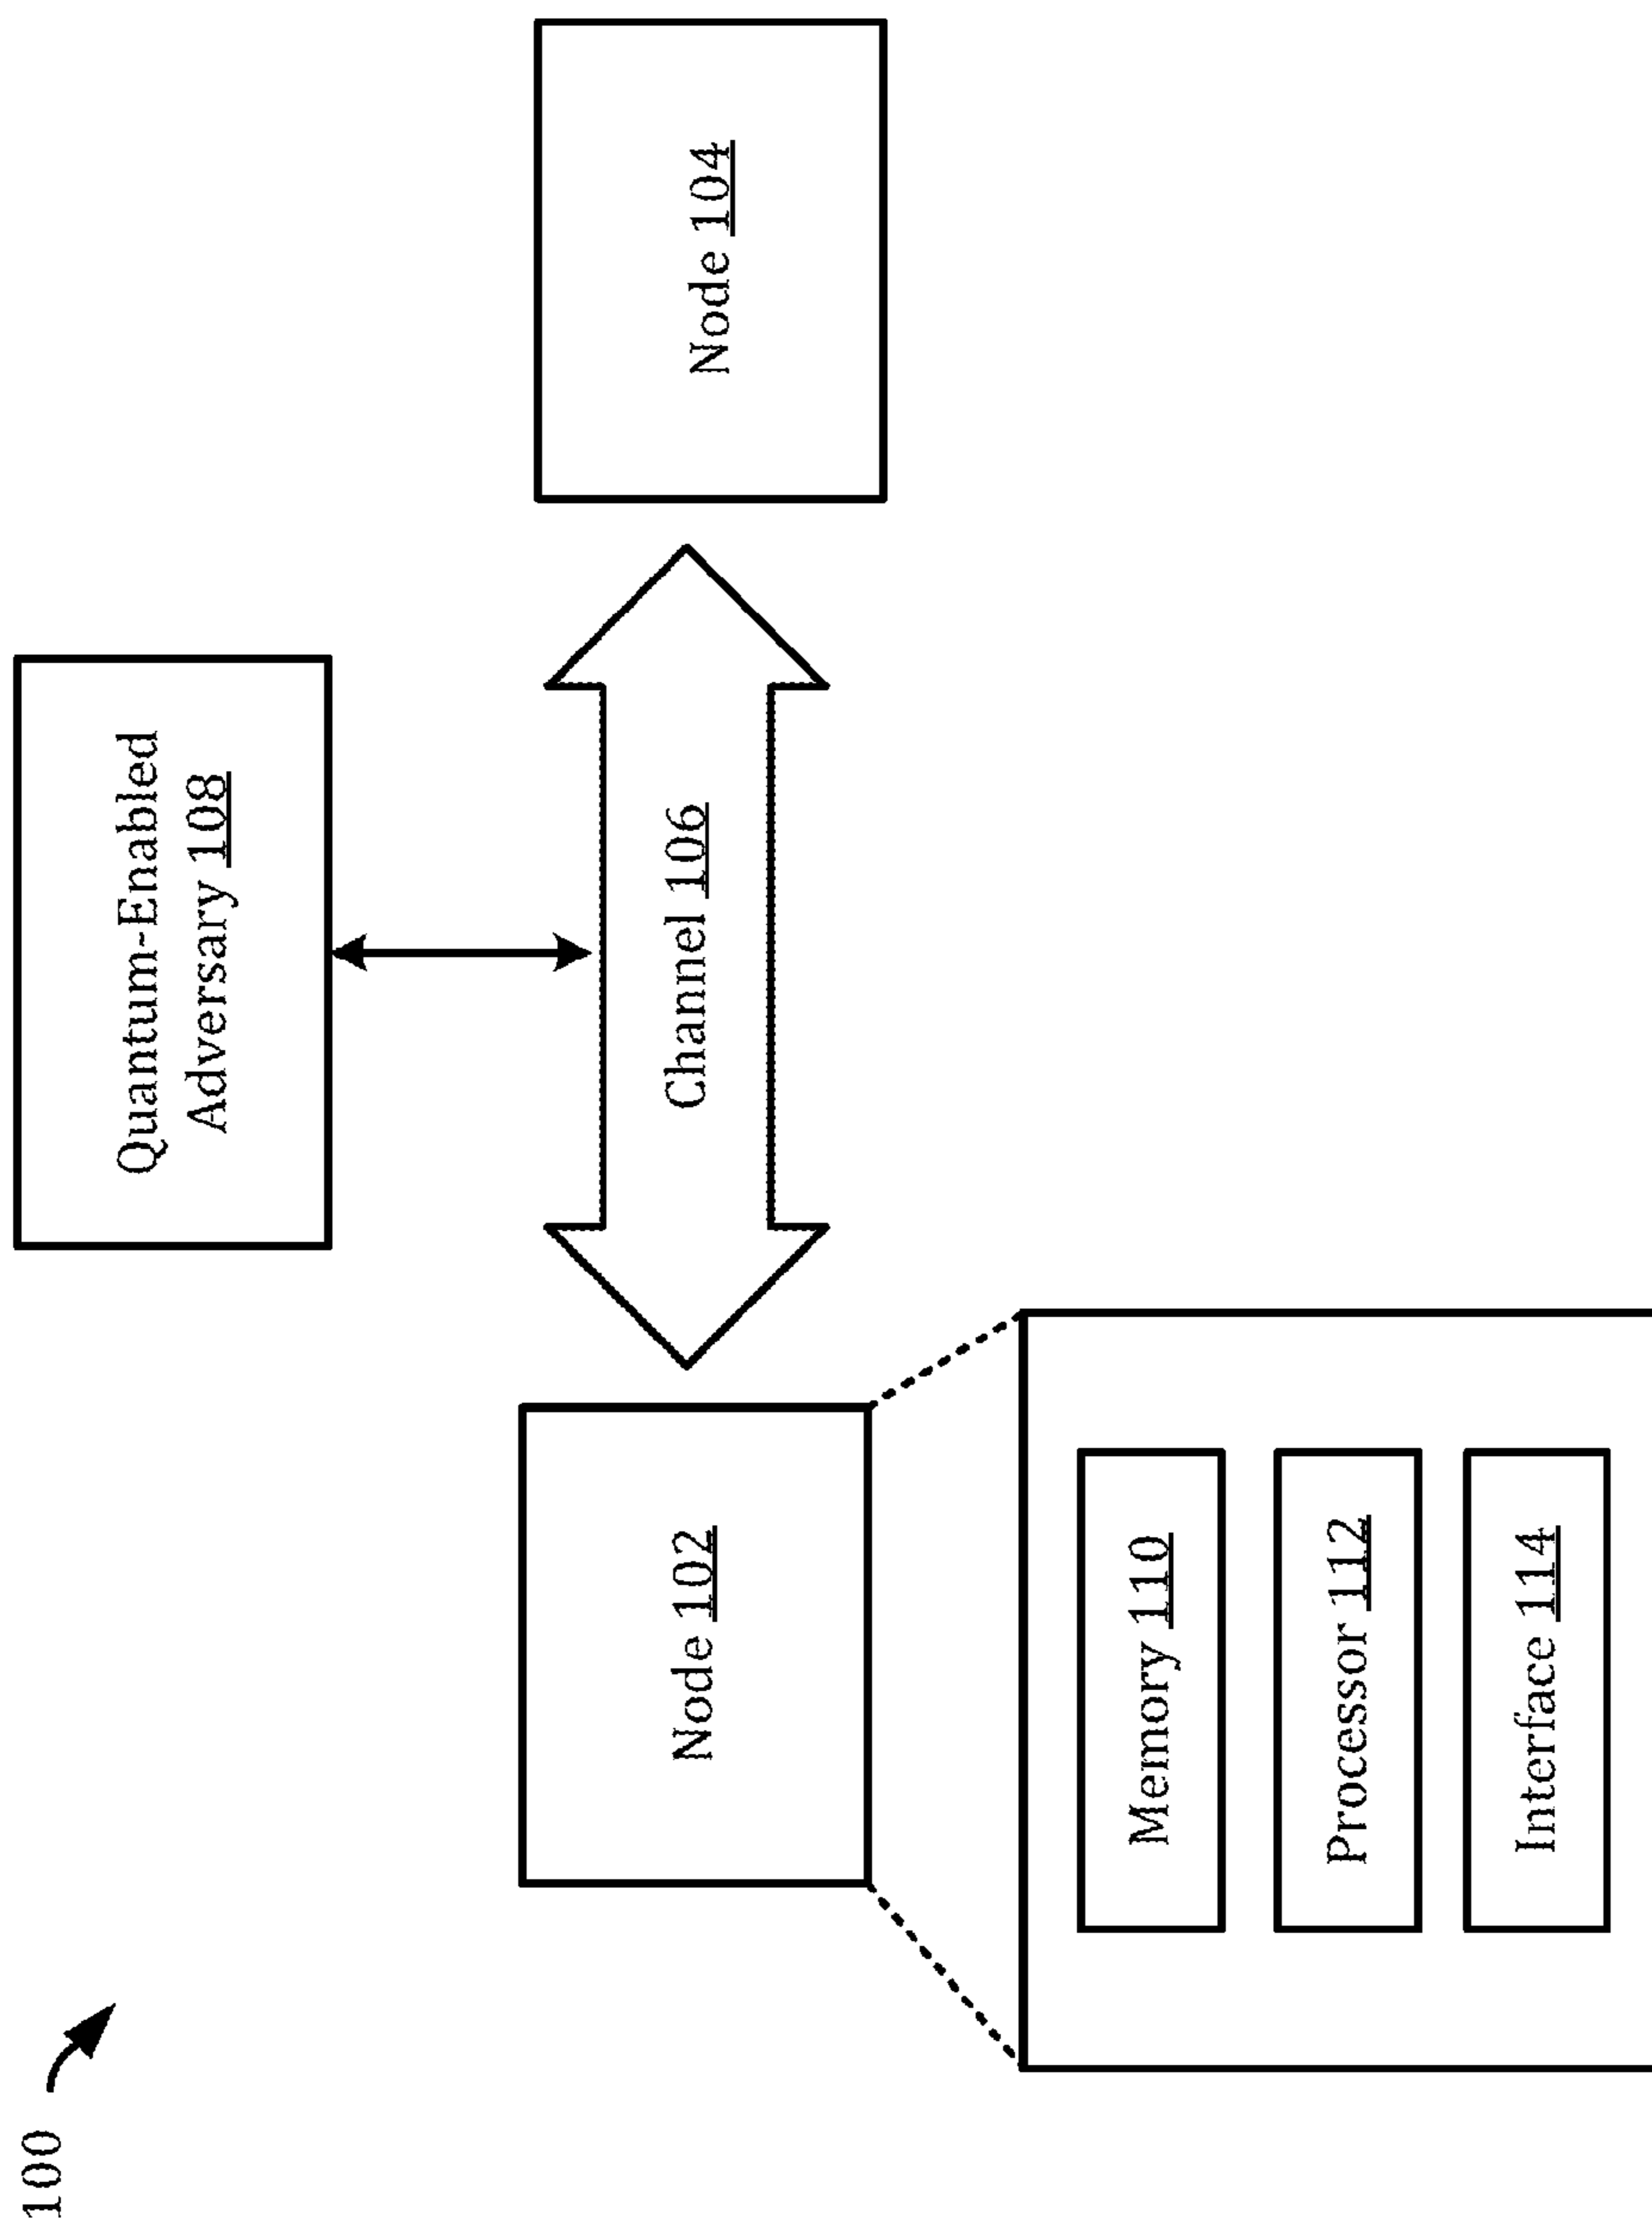 100
Quantum-Enabled
Adversary 108
Node 102
Channel 106
Node 104
Memory 110
Processor 112
Interface 114